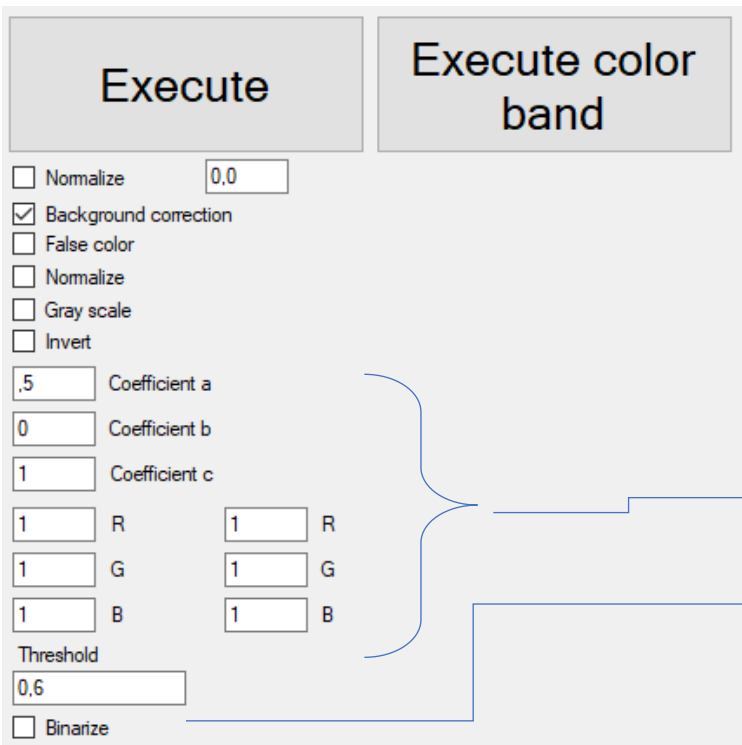 Execute
Execute color
band
Normalize 0,0
Background correction
False color
Normalize
Gray scale
Invert
,5 Coefficient a
0 Coefficient b
1 Coefficient c
1 R 1 R
1 G 1 G
1 B 1 B
Threshold
0,6
Binarize